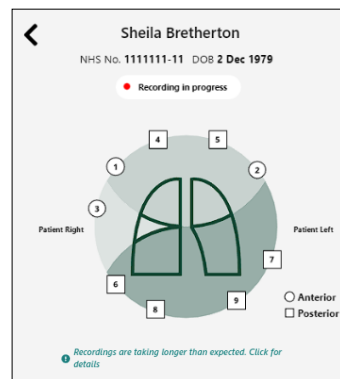 Sheila Bretherton
NHS No. 1111111-11 DOB 2 Dec 1979
Recording in progress
4
5
1
2
3
Patient Right
Patient Left
7
6
8
9
Anterior
Posterior
Recordings are taking longer than expected. Click for
details